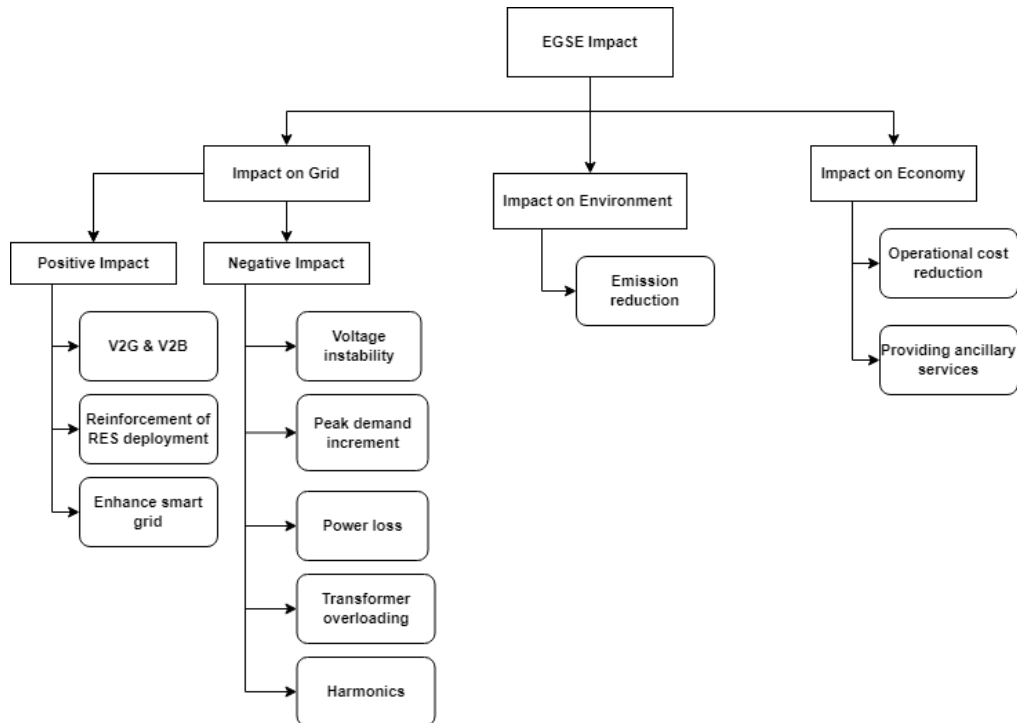 EGSE Impact
Impact on Grid
Impact on Environment
Impact on Economy
Positive Impact
Negative Impact
V2G & V2B
Reinforcement of
RES deployment
Enhance smart
grid
Voltage
instability
Peak demand
increment
Power loss
Transformer
overloading
Harmonics
Emission
reduction
Operational cost
reduction
Providing ancillary
services